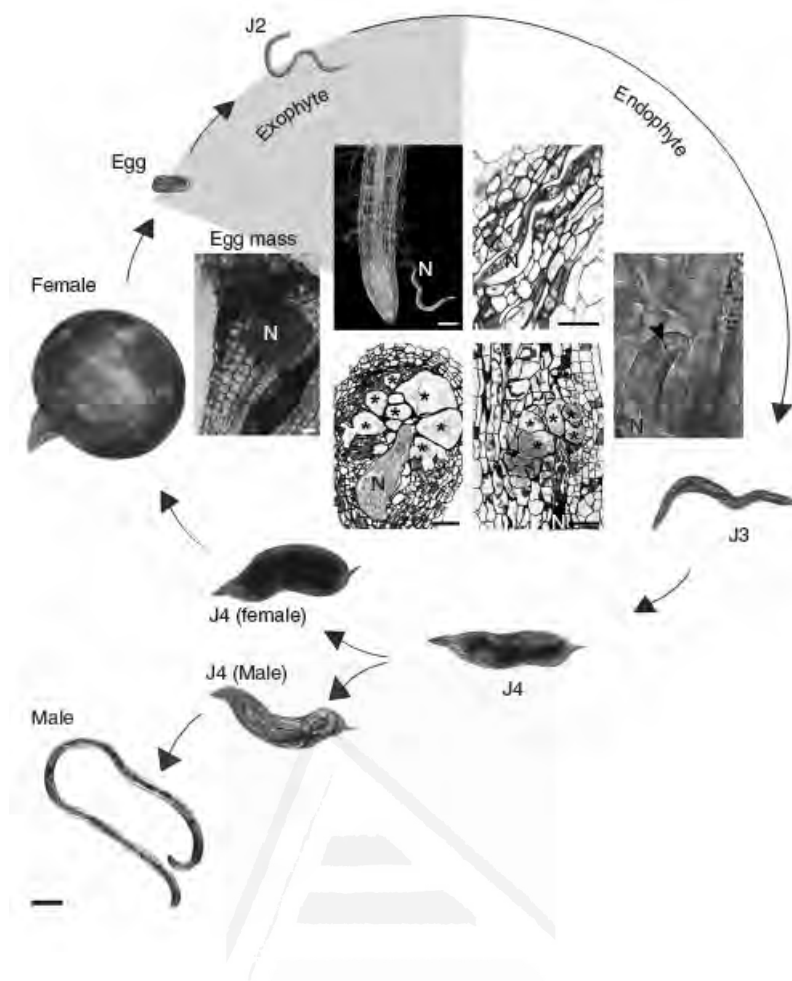 J2
Exophyte
Endophyte
Egg
Egg mass
Female
N
N
N
N
* * * * * * *
N
* * * * *
N
J3
J4 (female)
J4
J4 (Male)
Male